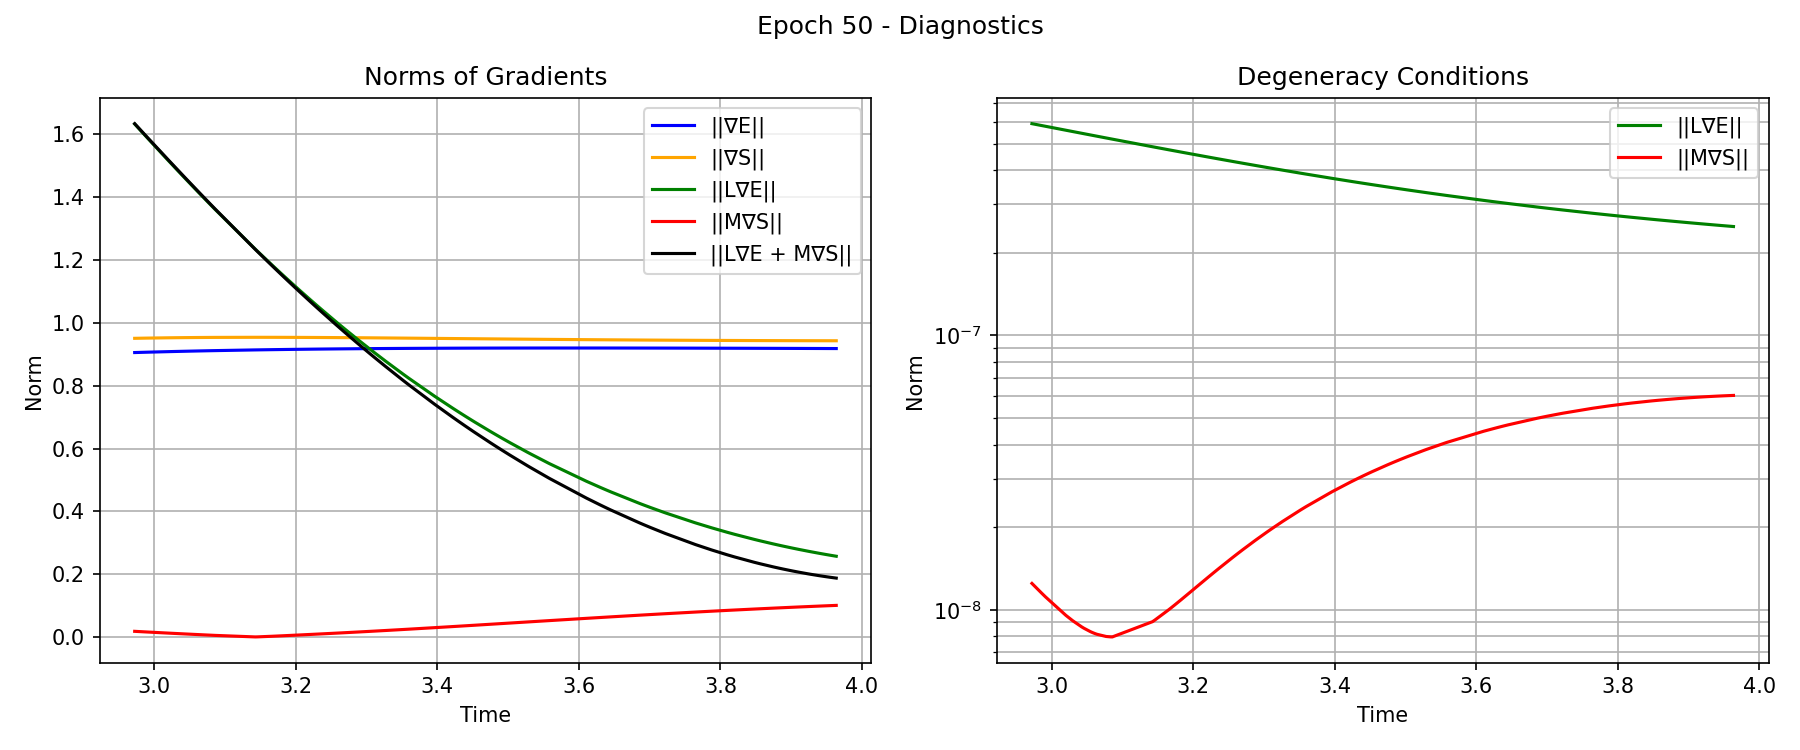 Epoch 50 - Diagnostics
Norms of Gradients
Norm
1.6
1.4
1.2
1.0
0.8
0.6
0.4
0.2
0.0
||∇E||
||∇S||
||L∇E||
||M∇S||
||L∇E + M∇S||
3.0 3.2 3.4 3.6 3.8 4.0
Time
Degeneracy Conditions
Norm
10⁻⁷
10⁻⁸
||L∇E||
||M∇S||
3.0 3.2 3.4 3.6 3.8 4.0
Time